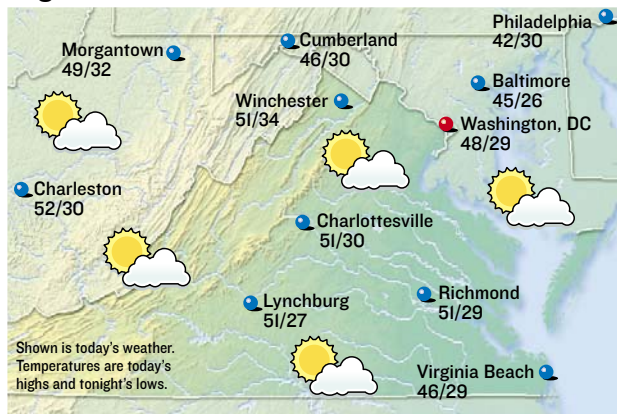 Philadelphia
42/30
Morgantown
49/32
Cumberland
46/30
Baltimore
45/26
Winchester
51/34
Washington, DC
48/29
Charleston
52/30
Charlottesville
51/30
Lynchburg
51/27
Richmond
51/29
Shown is today's weather.
Temperatures are today's
highs and tonight's lows.
Virginia Beach
46/29